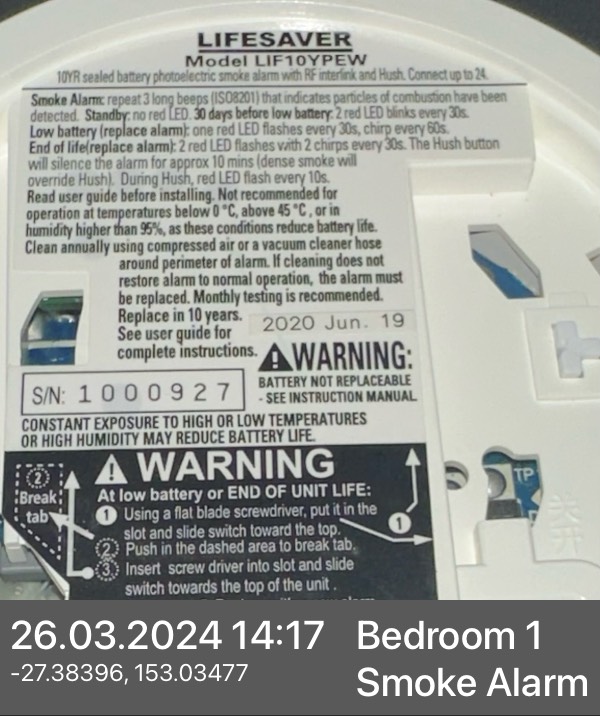 LIFESAVER
Model LIF10YPEW
10YR sealed battery photoelectric smoke alarm with RF interlink and Hush. Connect up to 24.
Smoke Alarm: repeat 3 long beeps (ISO8201) that indicates particles of combustion have been
detected. Standby: no red LED. 30 days before low battery: 2 red LED blinks every 30s.
Low battery (replace alarm): one red LED flashes every 30s, chirp every 60s.
End of life(replace alarm): 2 red LED flashes with 2 chirps every 30s. The Hush button
will silence the alarm for approx 10 mins (dense smoke will
override Hush). During Hush, red LED flash every 10s.
Read user guide before installing. Not recommended for
operation at temperatures below 0 °C, above 45 °C , or in
humidity higher than 95%, as these conditions reduce battery life.
Clean annually using compressed air or a vacuum cleaner hose
around perimeter of alarm. If cleaning does not
restore alarm to normal operation, the alarm must
be replaced. Monthly testing is recommended.
Replace in 10 years.
See user guide for
complete instructions.
2020 Jun. 19
WARNING:
BATTERY NOT REPLACEABLE
- SEE INSTRUCTION MANUAL
S/N: 1000927
CONSTANT EXPOSURE TO HIGH OR LOW TEMPERATURES
OR HIGH HUMIDITY MAY REDUCE BATTERY LIFE.
WARNING
At low battery or END OF UNIT LIFE:
1 Using a flat blade screwdriver, put it in the
slot and slide switch toward the top.
2 Push in the dashed area to break tab.
3 Insert screw driver into slot and slide
switch towards the top of the unit .
2
Break
tab
1
TP
关
开
26.03.2024 14:17
-27.38396, 153.03477
Bedroom 1
Smoke Alarm